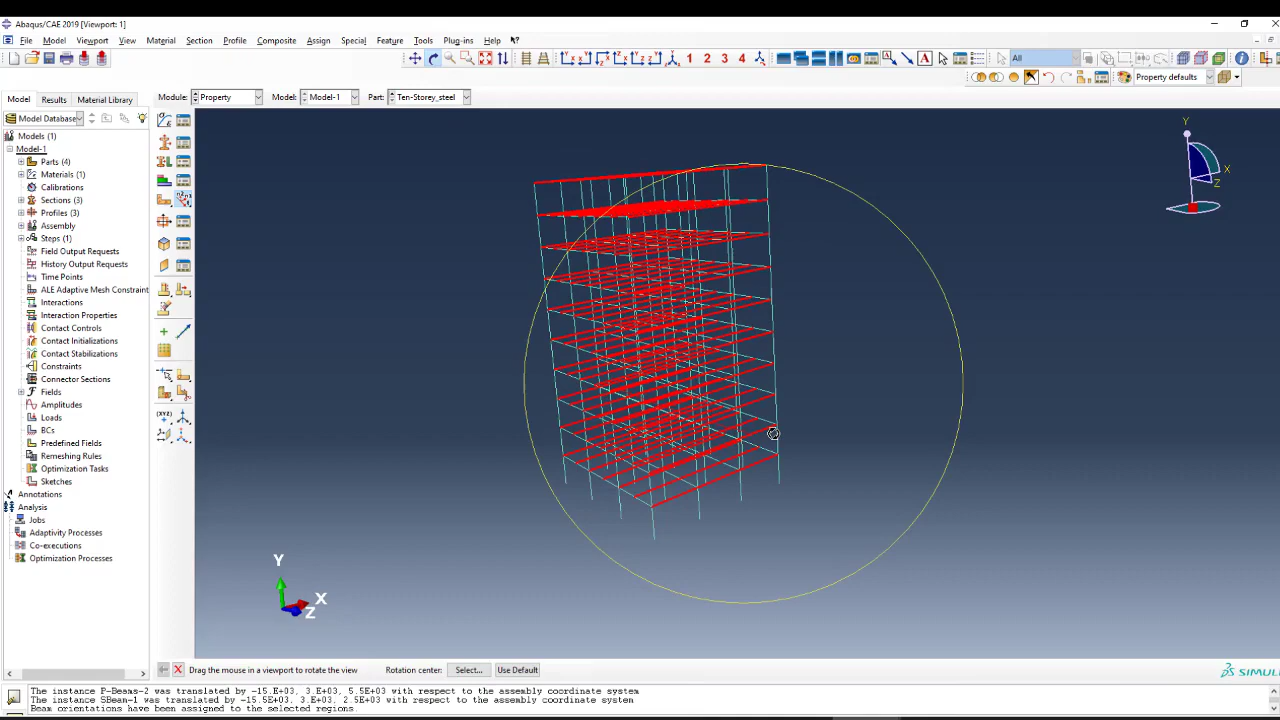 Abaqus/CAE 2019 [Viewport: 1]
File Model Viewport View Material Section Profile Composite Assign Special Feature Tools Plug-ins Help
1 2 3 4 All
Property defaults
Model Results Material Library Module: Property Model: Model-1 Part: Ten-Storey_steel
Model Database
Models (1)
Model-1
Parts (4)
Materials (1)
Calibrations
Sections (3)
Profiles (3)
Assembly
Steps (1)
Field Output Requests
History Output Requests
Time Points
ALE Adaptive Mesh Constraint
Interactions
Interaction Properties
Contact Controls
Contact Initializations
Contact Stabilizations
Constraints
Connector Sections
Fields
Amplitudes
Loads
BCs
Predefined Fields
Remeshing Rules
Optimization Tasks
Sketches
Annotations
Analysis
Jobs
Adaptivity Processes
Co-executions
Optimization Processes
Y
X
Z
Y
X
Z
Drag the mouse in a viewport to rotate the view Rotation center: Select... Use Default
SIMULI
The instance P-Beams-2 was translated by -15.E+03, 3.E+03, 5.5E+03 with respect to the assembly coordinate system
The instance SBeam-1 was translated by -15.5E+03, 3.E+03, 2.5E+03 with respect to the assembly coordinate system
Beam orientations have been assigned to the selected regions.